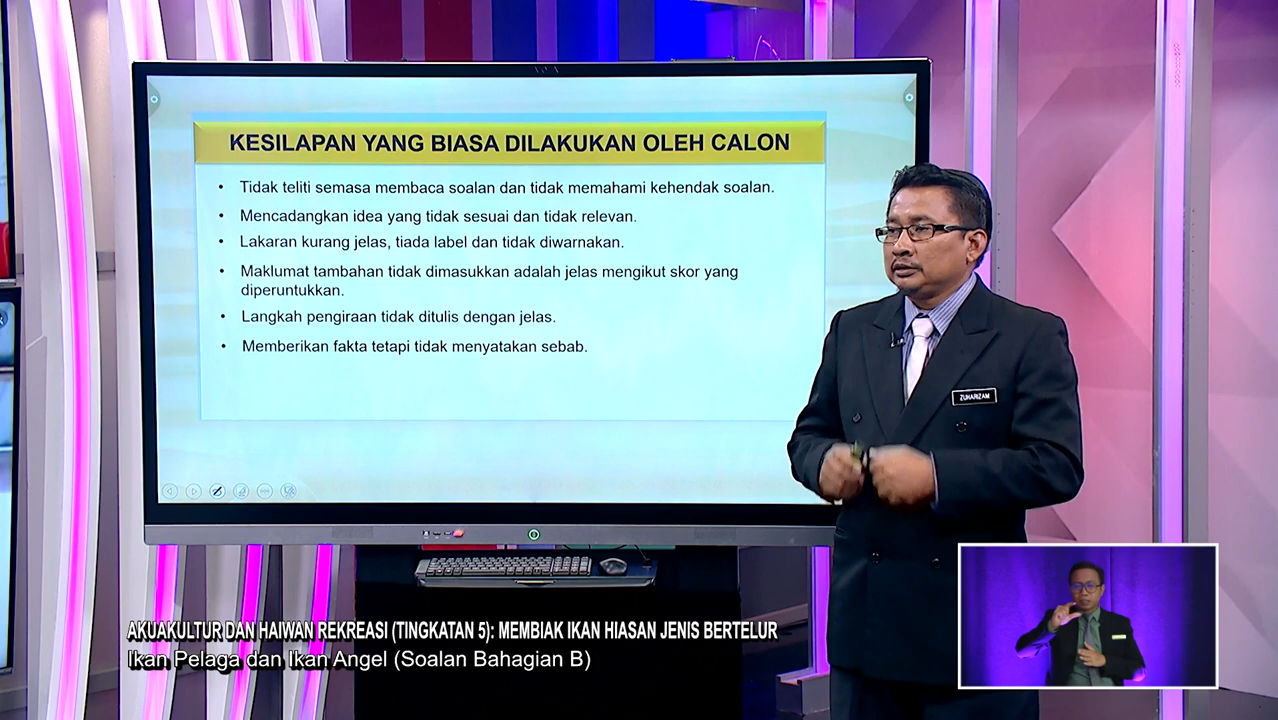 KESILAPAN YANG BIASA DILAKUKAN OLEH CALON
• Tidak teliti semasa membaca soalan dan tidak memahami kehendak soalan.
• Mencadangkan idea yang tidak sesuai dan tidak relevan.
• Lakaran kurang jelas, tiada label dan tidak diwarnakan.
• Maklumat tambahan tidak dimasukkan adalah jelas mengikut skor yang
diperuntukkan.
• Langkah pengiraan tidak ditulis dengan jelas.
• Memberikan fakta tetapi tidak menyatakan sebab.
ZUHARIZAM
AKUAKULTUR DAN HAIWAN REKREASI (TINGKATAN 5): MEMBIAK IKAN HIASAN JENIS BERTELUR
Ikan Pelaga dan Ikan Angel (Soalan Bahagian B)